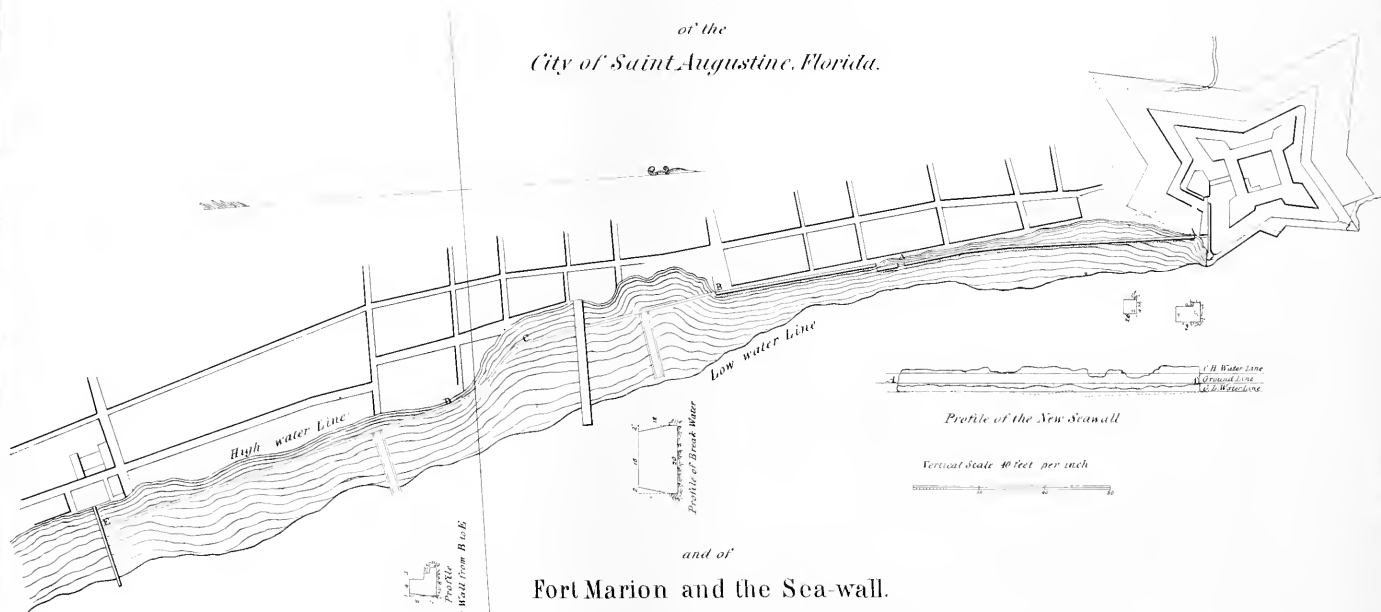 of the
City of Saint Augustine, Florida.
B
C
D
E
Low water Line
High water Line
C. H. Water Line
Ground Line
C. L. Water Line
Profile of the New Seawall
Vertical Scale 40 feet per inch
Profile of Break Water
18
20
Profile
Wall from B to E
and of
Fort Marion and the Sea-wall.